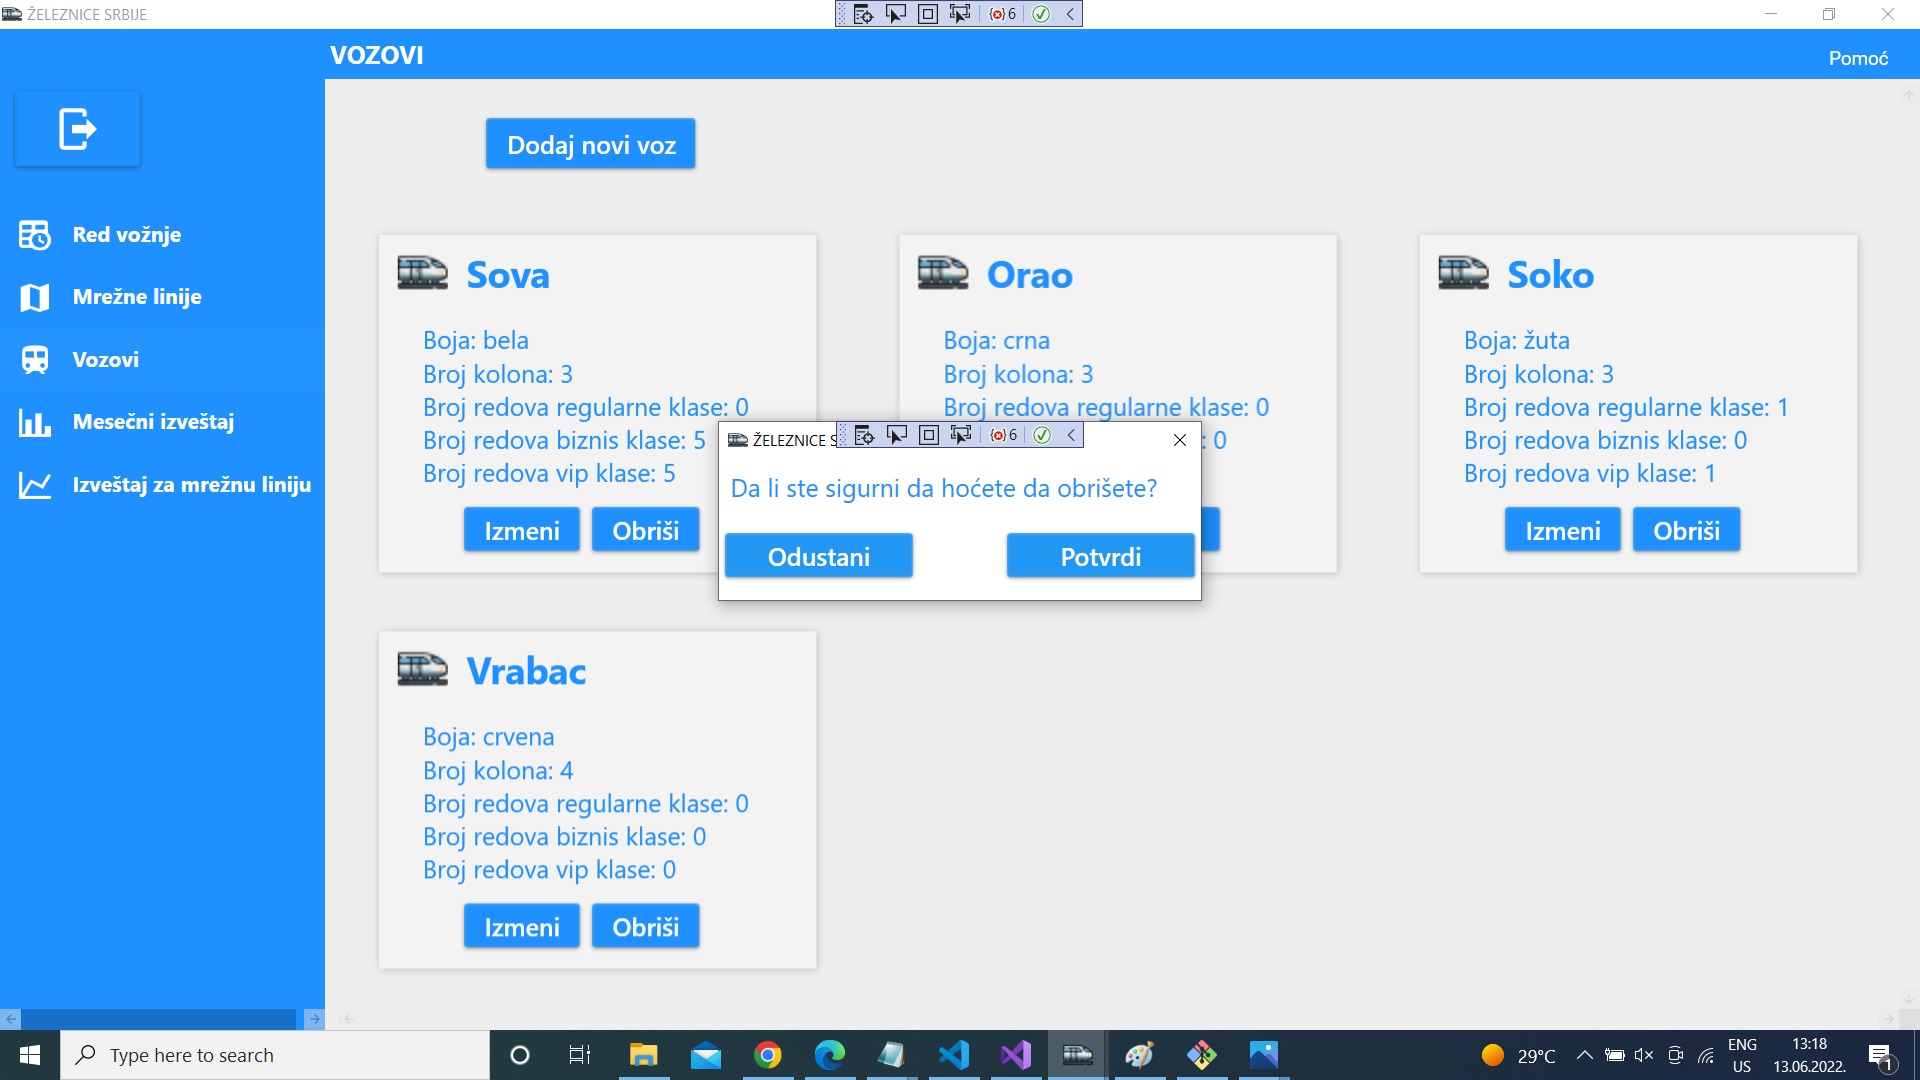 ŽELEZNICE SRBIJE
6
VOZOVI
Pomoć
Dodaj novi voz
Red vožnje
Mrežne linije
Vozovi
Mesečni izveštaj
Izveštaj za mrežnu liniju
Sova
Boja: bela
Broj kolona: 3
Broj redova regularne klase: 0
Broj redova biznis klase: 5
Broj redova vip klase: 5
Izmeni
Obriši
Orao
Boja: crna
Broj kolona: 3
Broj redova regularne klase: 0
: 0
Soko
Boja: žuta
Broj kolona: 3
Broj redova regularne klase: 1
Broj redova biznis klase: 0
Broj redova vip klase: 1
Izmeni
Obriši
ŽELEZNICE S
6
Da li ste sigurni da hoćete da obrišete?
Odustani
Potvrdi
Vrabac
Boja: crvena
Broj kolona: 4
Broj redova regularne klase: 0
Broj redova biznis klase: 0
Broj redova vip klase: 0
Izmeni
Obriši
Type here to search
29°C
ENG
US
13:18
13.06.2022.
1